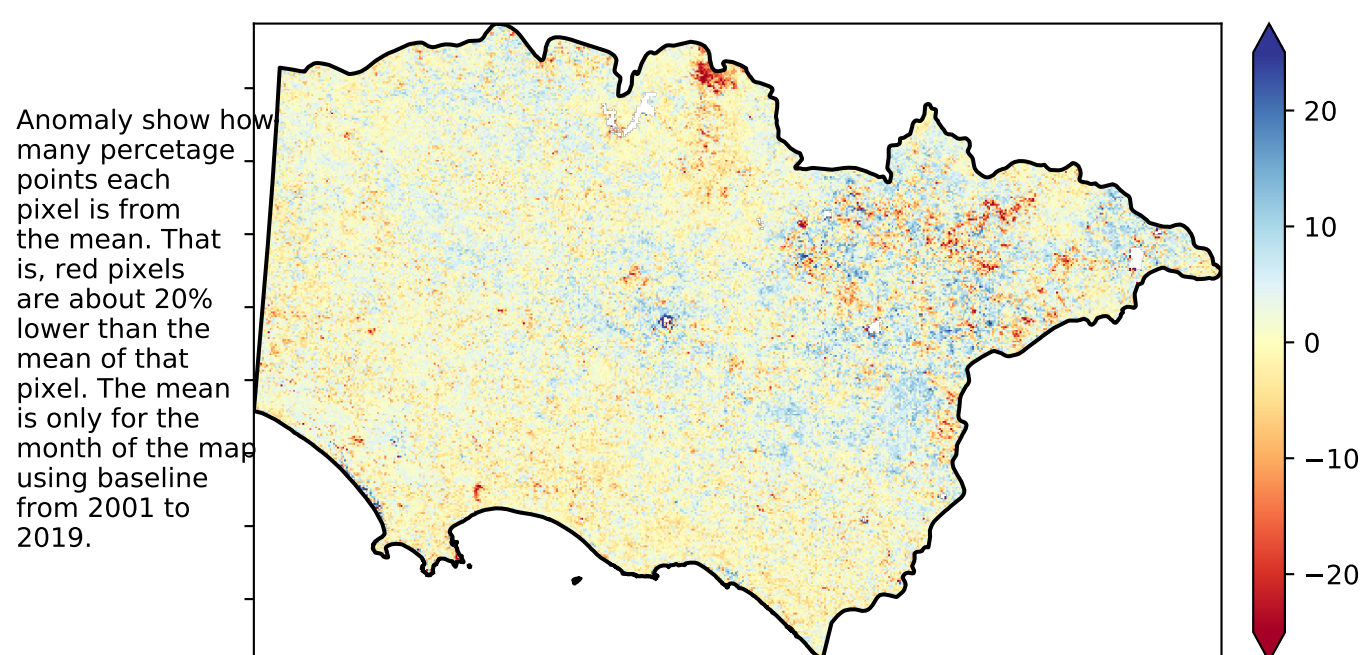 Anomaly show how
many percetage
points each
pixel is from
the mean. That
is, red pixels
are about 20%
lower than the
mean of that
pixel. The mean
is only for the
month of the map
using baseline
from 2001 to
2019.
20
10
0
−10
−20